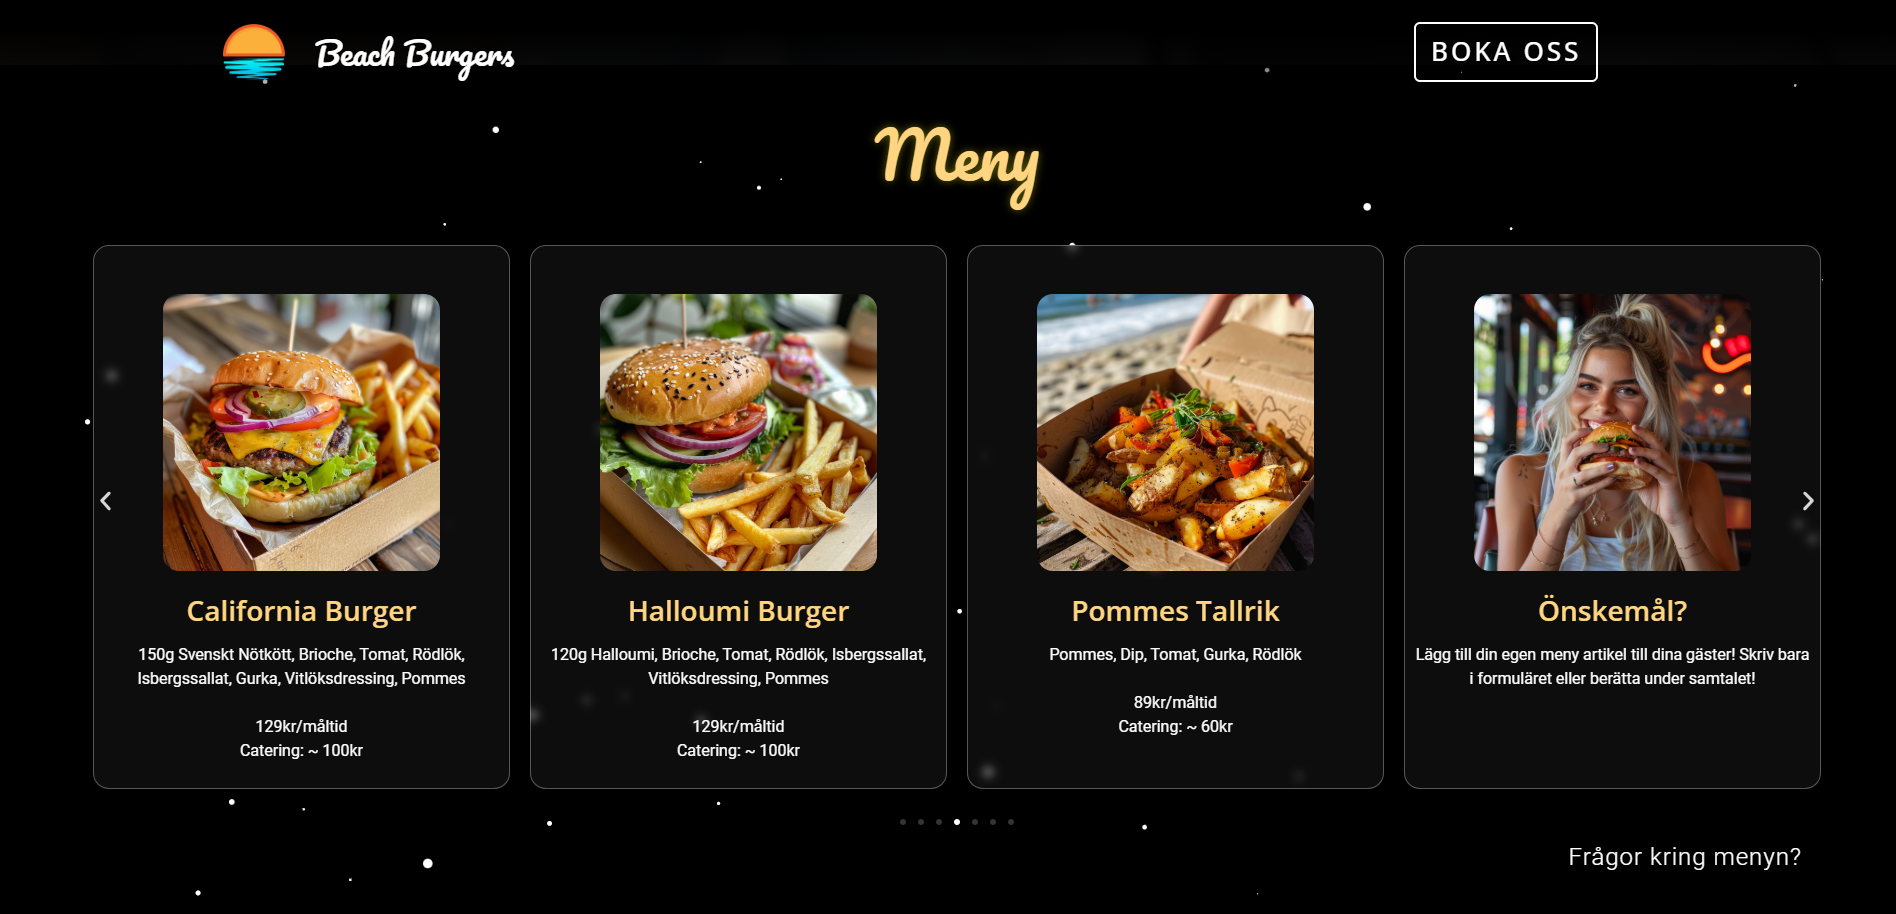 Beach Burgers
BOKA OSS
Meny
California Burger
150g Svenskt Nötkött, Brioche, Tomat, Rödlök,
Isbergssallat, Gurka, Vitlöksdressing, Pommes
129kr/måltid
Catering: ~ 100kr
Halloumi Burger
120g Halloumi, Brioche, Tomat, Rödlök, Isbergssallat,
Vitlöksdressing, Pommes
129kr/måltid
Catering: ~ 100kr
Pommes Tallrik
Pommes, Dip, Tomat, Gurka, Rödlök
89kr/måltid
Catering: ~ 60kr
Önskemål?
Lägg till din egen meny artikel till dina gäster! Skriv bara
i formuläret eller berätta under samtalet!
Frågor kring menyn?